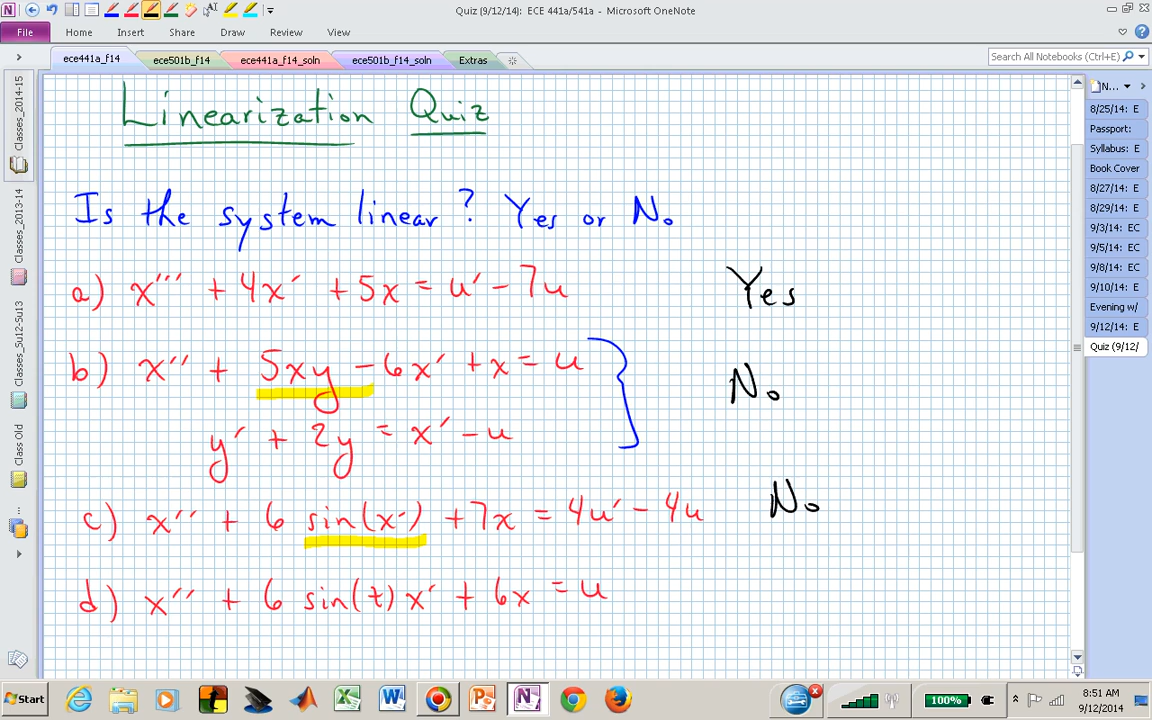 Quiz (9/12/14): ECE 441a/541a - Microsoft OneNote
File Home Insert Share Draw Review View
ece441a_f14 ece501b_f14 ece441a_f14_soln ece501b_f14_soln Extras
Search All Notebooks (Ctrl+E)
Classes_2014-15
Classes_2013-14
Classes_Su12-Su13
Class Old
Linearization Quiz
Is the system linear? Yes or No
a) x''' + 4x' + 5x = u' - 7u Yes
b) x'' + 5xy - 6x' + x = u No
y' + 2y = x' - u
c) x'' + 6 sin(x') + 7x = 4u' - 4u No
d) x'' + 6 sin(t) x' + 6x = u
N...
8/25/14: E
Passport:
Syllabus: E
Book Cover
8/27/14: E
8/29/14: E
9/3/14: EC
9/5/14: EC
9/8/14: EC
9/10/14: E
Evening w/
9/12/14: E
Quiz (9/12/
Start
100%
8:51 AM
9/12/2014